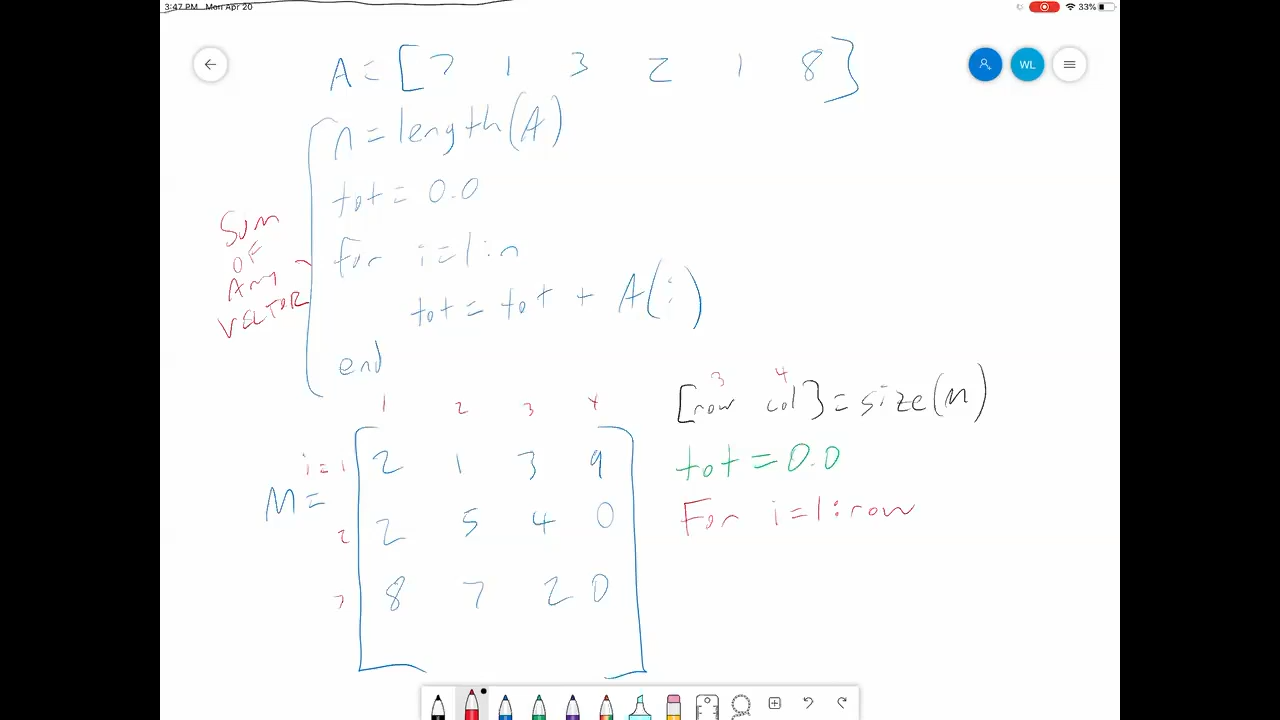 3:47 PM Mon Apr 20
33%
WL
A = [ 7 1 3 2 1 8 ]
n = length(A)
tot = 0.0
for i=1:n
tot = tot + A(i)
end
SUM
OF
ANY
VECTOR
3 4
[row col] = size(M)
1 2 3 4
tot = 0.0
i = 1 2 1 3 9
M =
For i=1:row
2 2 5 4 0
3 8 7 2 0